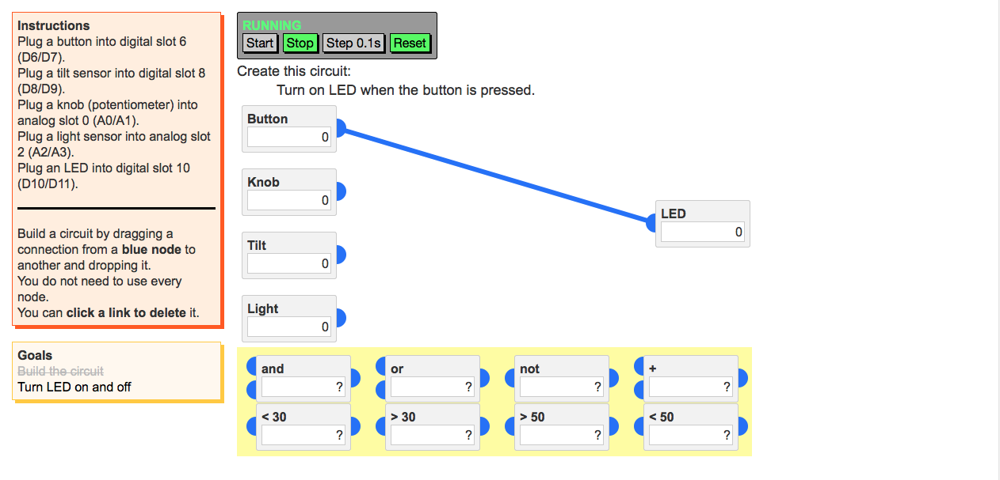 Instructions
Plug a button into digital slot 6
(D6/D7).
Plug a tilt sensor into digital slot 8
(D8/D9).
Plug a knob (potentiometer) into
analog slot 0 (A0/A1).
Plug a light sensor into analog slot
2 (A2/A3).
Plug an LED into digital slot 10
(D10/D11).
Build a circuit by dragging a
connection from a blue node to
another and dropping it.
You do not need to use every
node.
You can click a link to delete it.
Goals
Build the circuit
Turn LED on and off
RUNNING
Start Stop Step 0.1s Reset
Create this circuit:
Turn on LED when the button is pressed.
Button
0
Knob
0
Tilt
0
Light
0
LED
0
and or not +
? ? ? ?
< 30 > 30 > 50 < 50
? ? ? ?